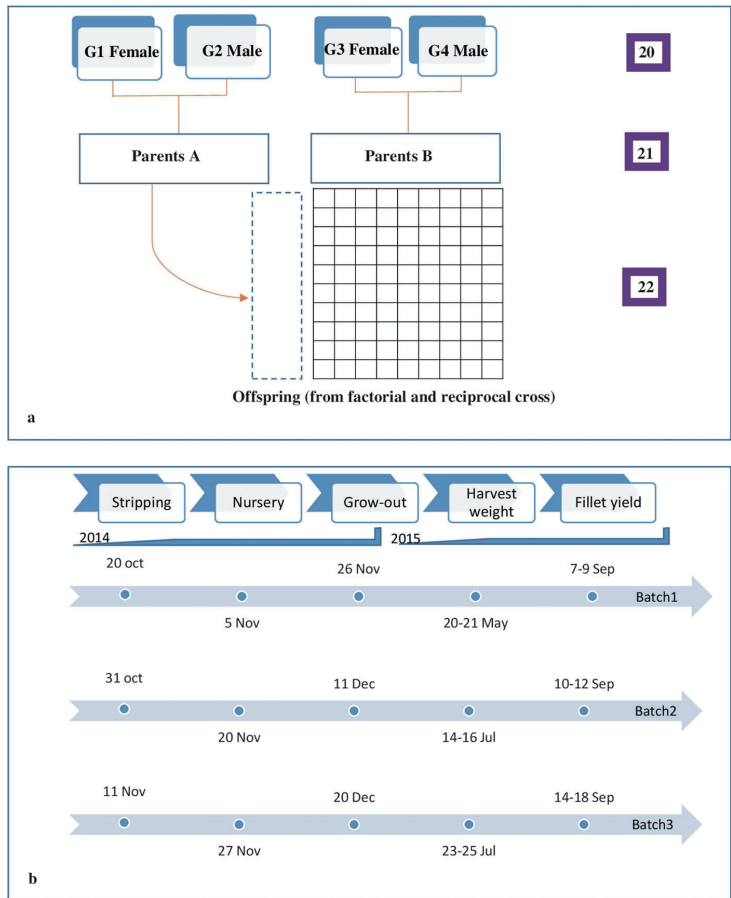 G1 Female G2 Male G3 Female G4 Male 20
Parents A Parents B 21
22
Offspring (from factorial and reciprocal cross)
a
Stripping Nursery Grow-out Harvest weight Fillet yield
2014 2015
20 oct 26 Nov 7-9 Sep
Batch1
5 Nov 20-21 May
31 oct 11 Dec 10-12 Sep
Batch2
20 Nov 14-16 Jul
11 Nov 20 Dec 14-18 Sep
Batch3
27 Nov 23-25 Jul
b